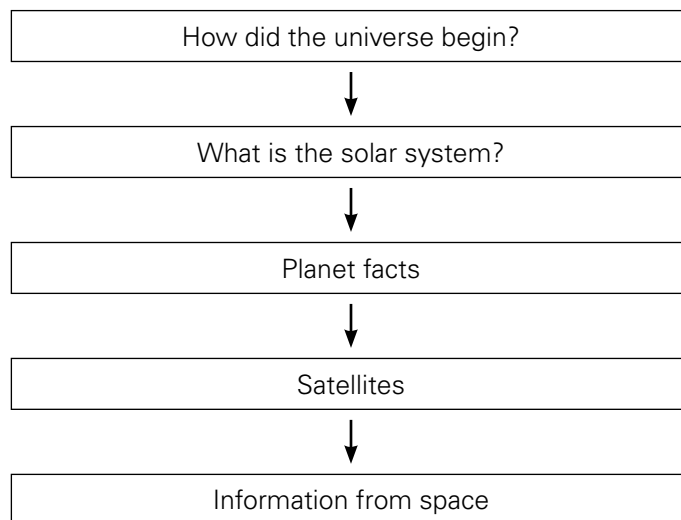 How did the universe begin?
What is the solar system?
Planet facts
Satellites
Information from space